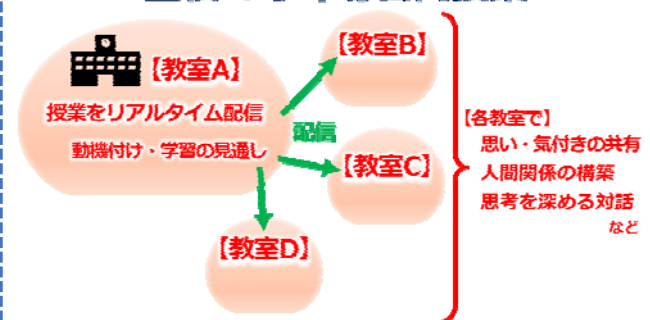 【教室A】
授業をリアルタイム配信
動機付け・学習の見通し
配信
【教室B】
【教室C】
【教室D】
【各教室で】
思い・気付きの共有
人間関係の構築
思考を深める対話
など